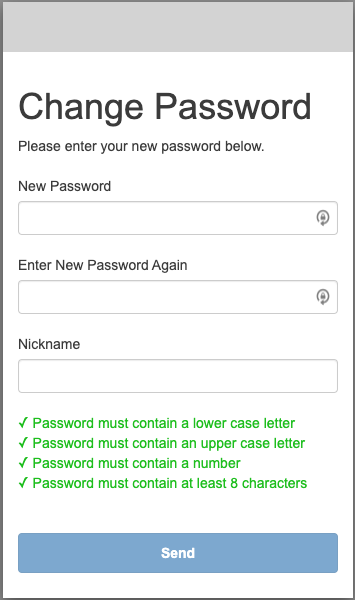 Change Password
Please enter your new password below.
New Password
Enter New Password Again
Nickname
✓ Password must contain a lower case letter
✓ Password must contain an upper case letter
✓ Password must contain a number
✓ Password must contain at least 8 characters
Send